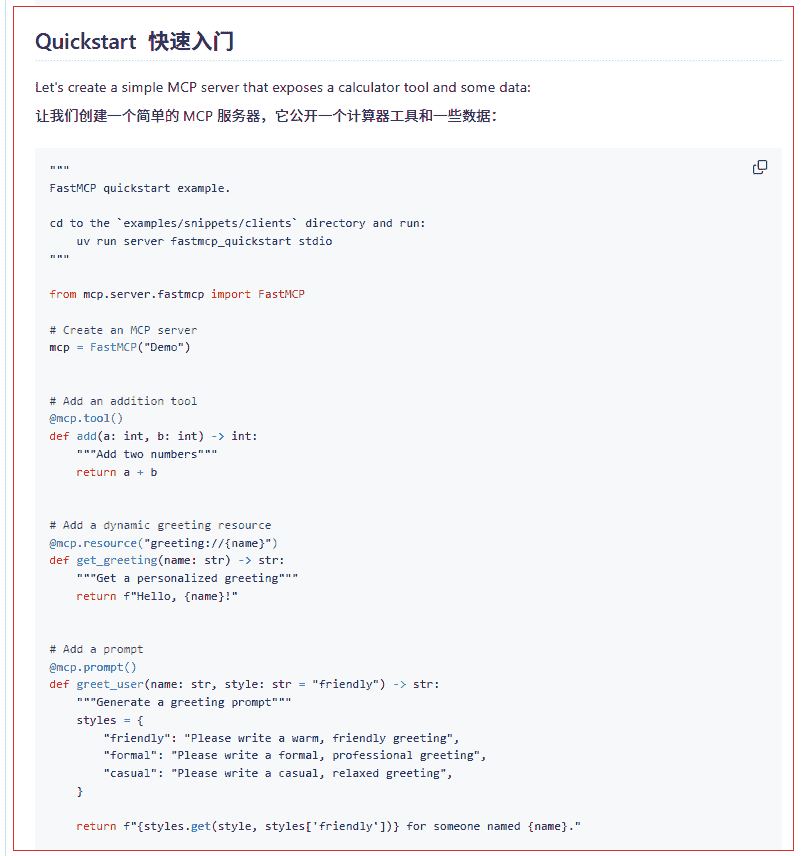 Quickstart 快速入门
Let's create a simple MCP server that exposes a calculator tool and some data:
让我们创建一个简单的 MCP 服务器，它公开一个计算器工具和一些数据：
"""
FastMCP quickstart example.

cd to the `examples/snippets/clients` directory and run:
    uv run server fastmcp_quickstart stdio
"""

from mcp.server.fastmcp import FastMCP

# Create an MCP server
mcp = FastMCP("Demo")


# Add an addition tool
@mcp.tool()
def add(a: int, b: int) -> int:
    """Add two numbers"""
    return a + b


# Add a dynamic greeting resource
@mcp.resource("greeting://{name}")
def get_greeting(name: str) -> str:
    """Get a personalized greeting"""
    return f"Hello, {name}!"


# Add a prompt
@mcp.prompt()
def greet_user(name: str, style: str = "friendly") -> str:
    """Generate a greeting prompt"""
    styles = {
        "friendly": "Please write a warm, friendly greeting",
        "formal": "Please write a formal, professional greeting",
        "casual": "Please write a casual, relaxed greeting",
    }

    return f"{styles.get(style, styles['friendly'])} for someone named {name}."